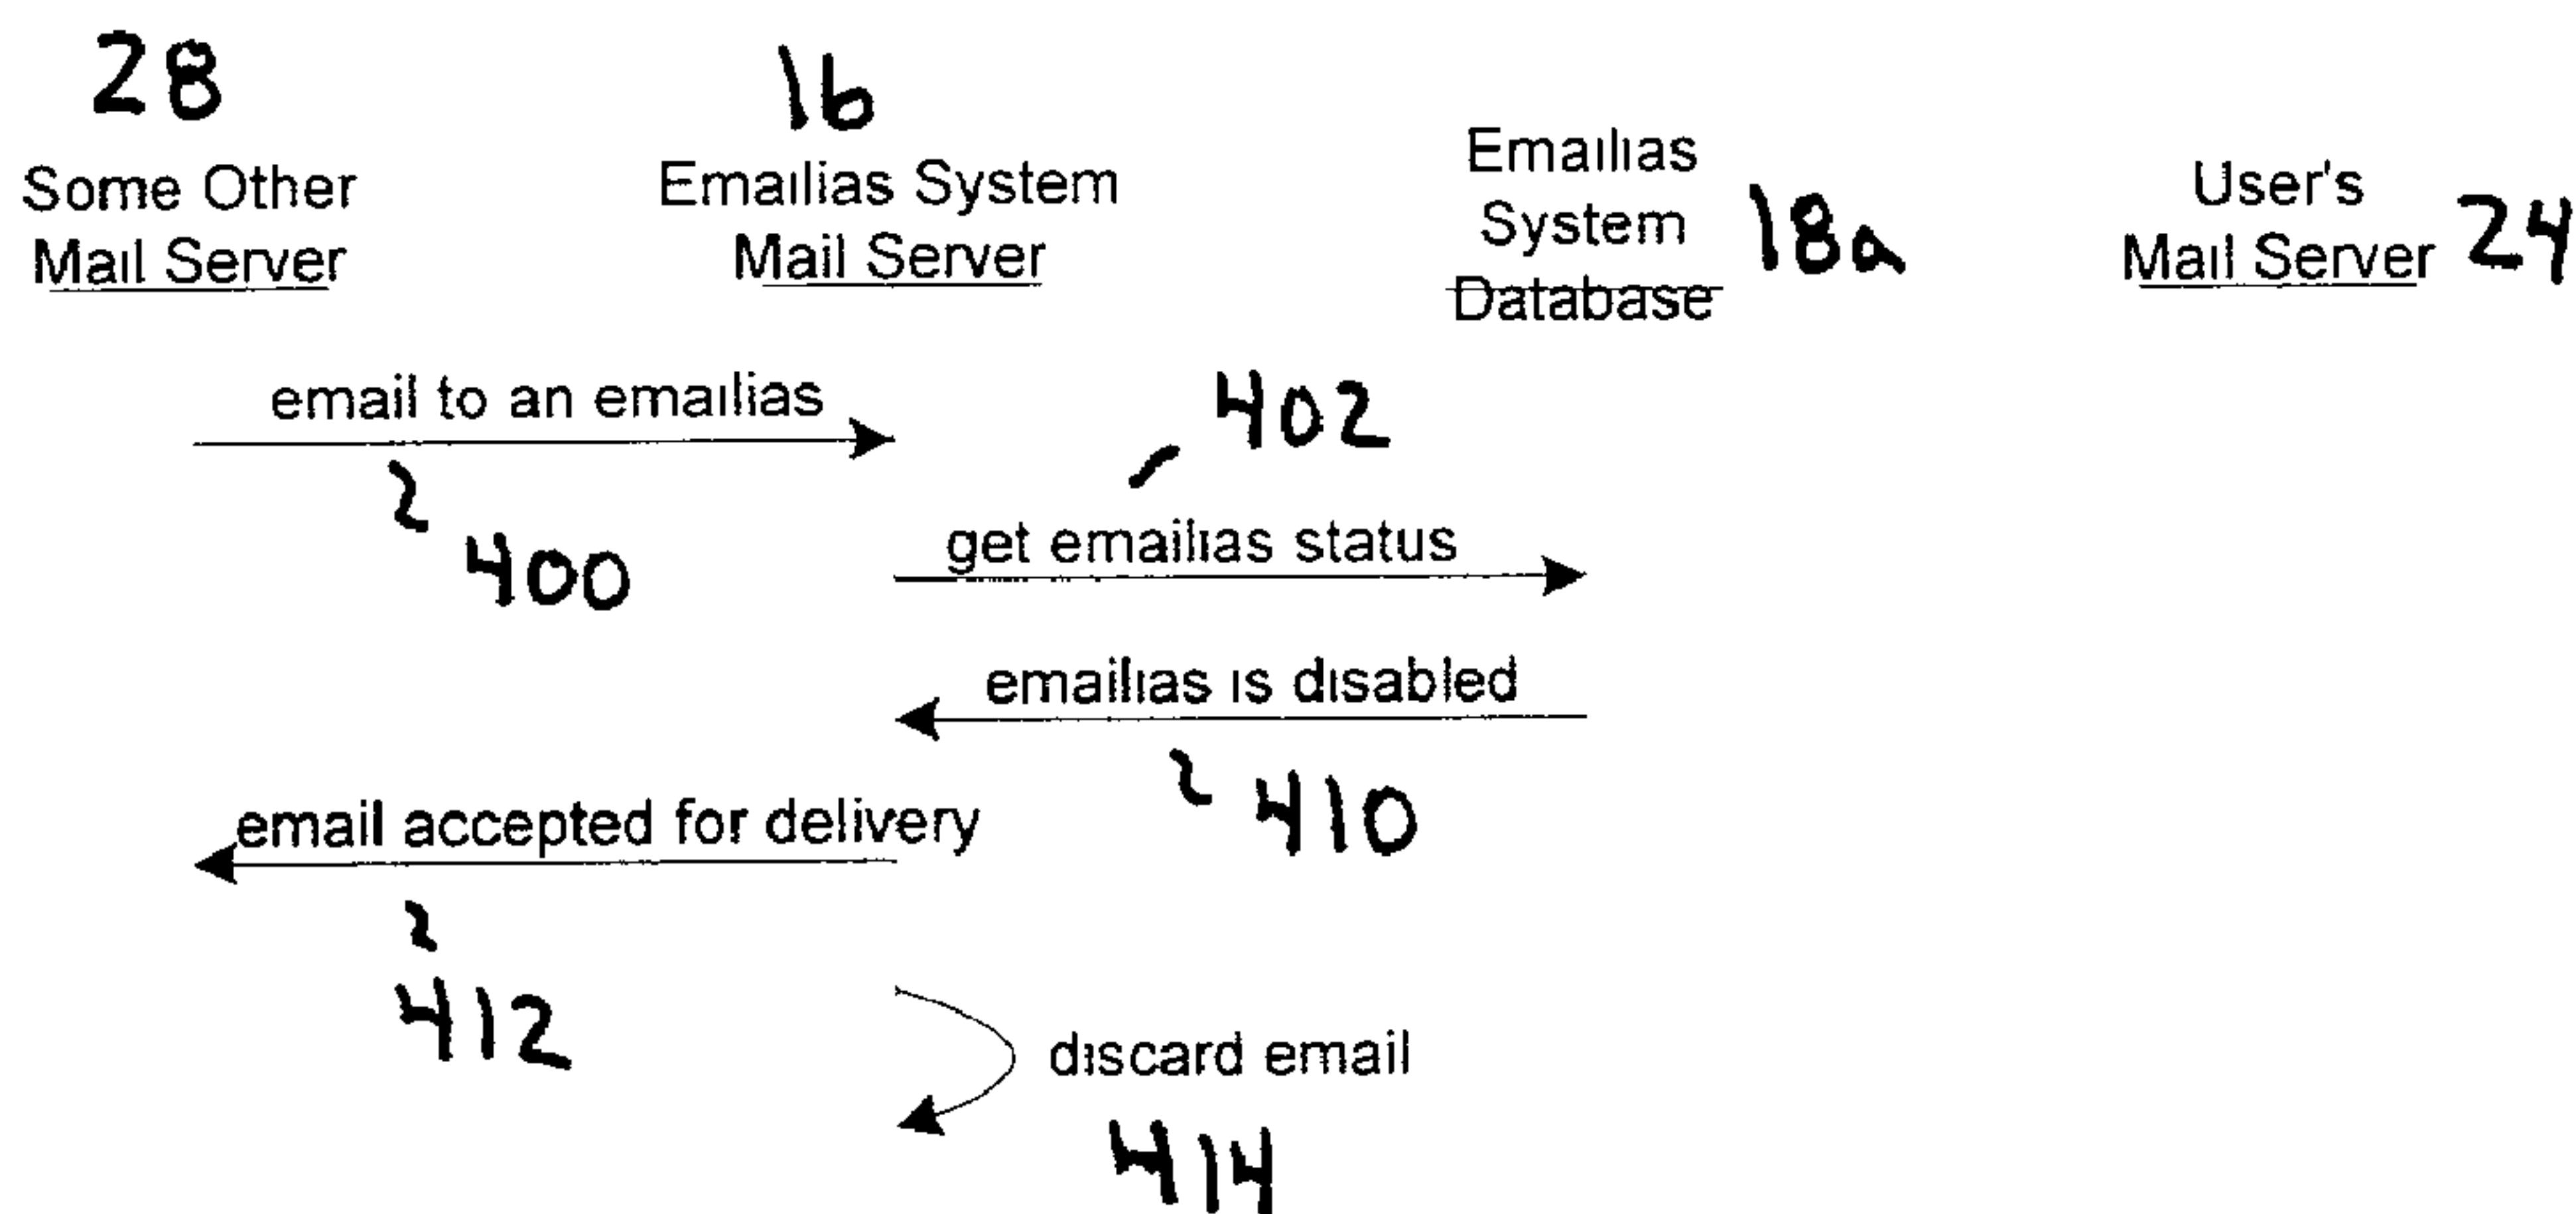 28
Some Other
Mail Server
16
Emailias System
Mail Server
Emailias
System
Database
18a
User's
Mail Server
24
email to an emailias
400
402
get emailias status
emailias is disabled
410
email accepted for delivery
412
discard email
414